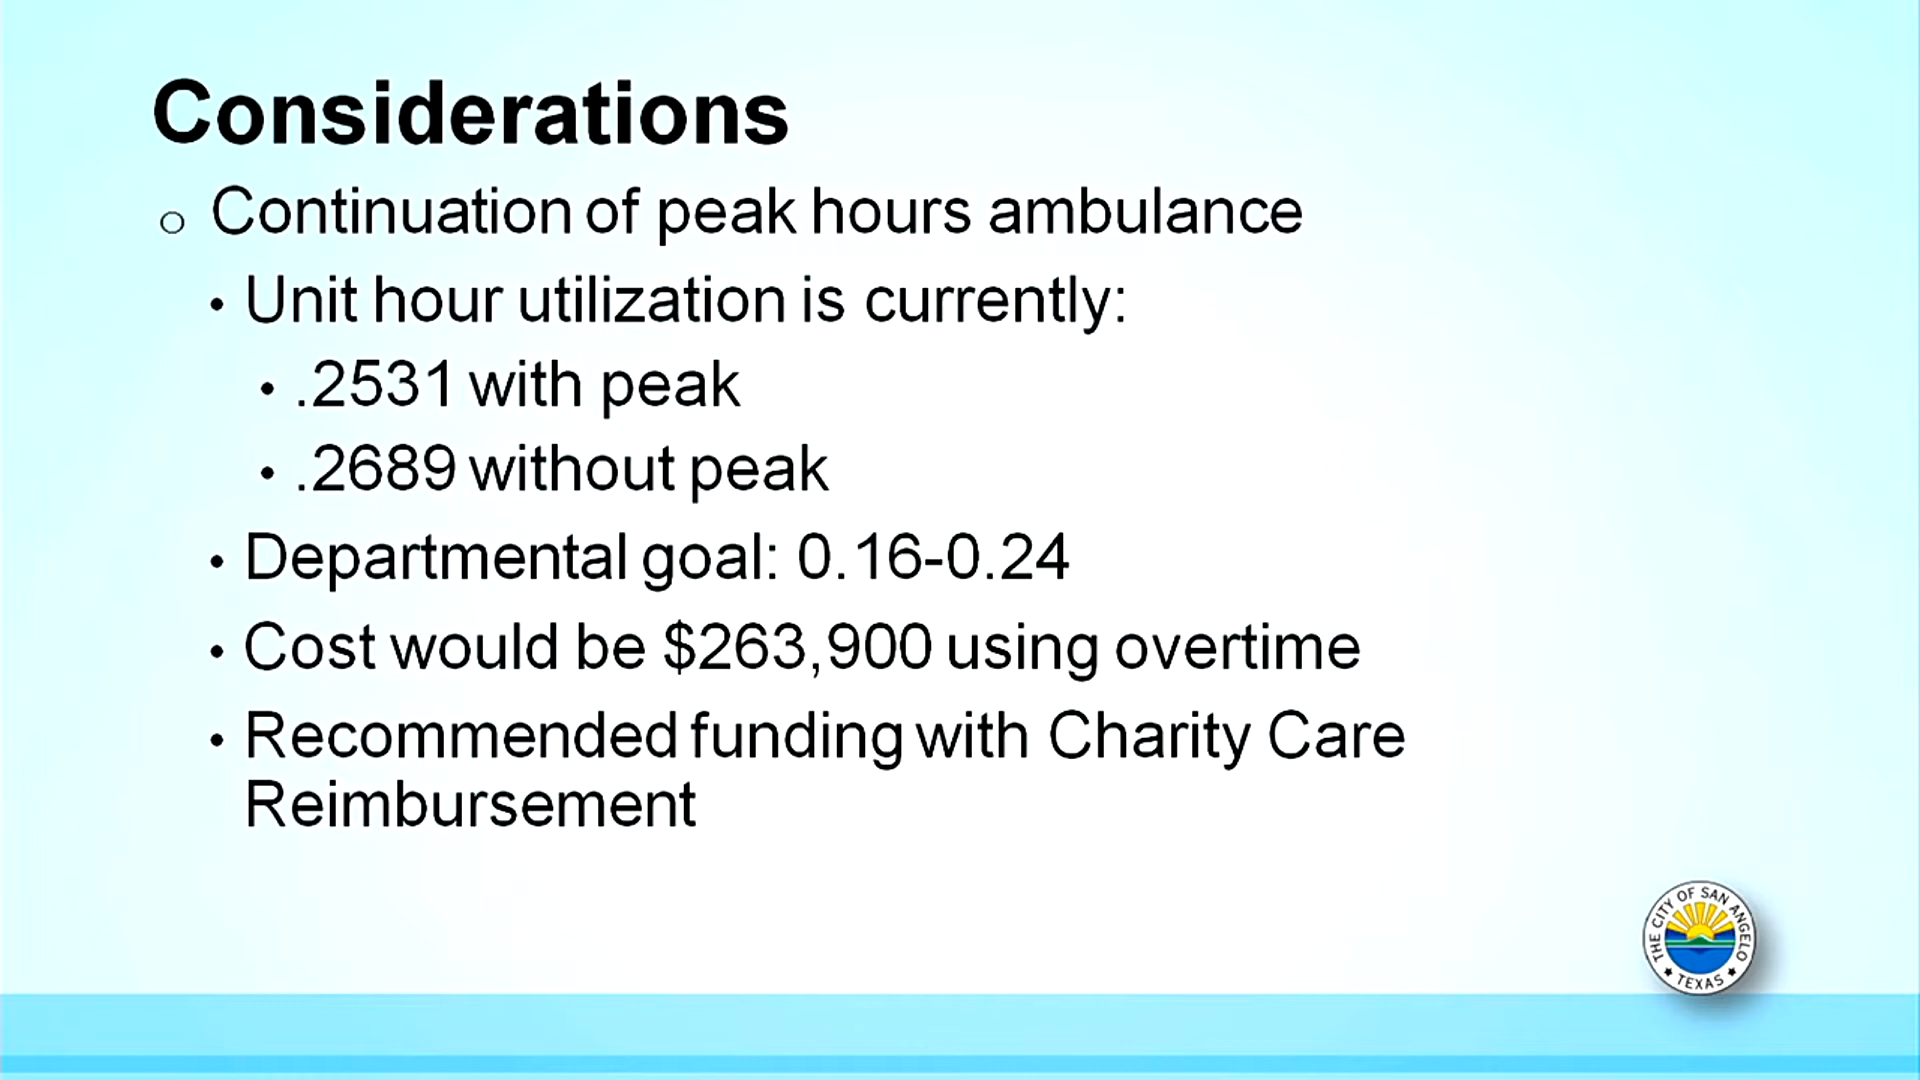 Considerations
o Continuation of peak hours ambulance
• Unit hour utilization is currently:
• .2531 with peak
• .2689 without peak
• Departmental goal: 0.16-0.24
• Cost would be $263,900 using overtime
• Recommended funding with Charity Care
Reimbursement
THE CITY OF SAN ANGELO
TEXAS